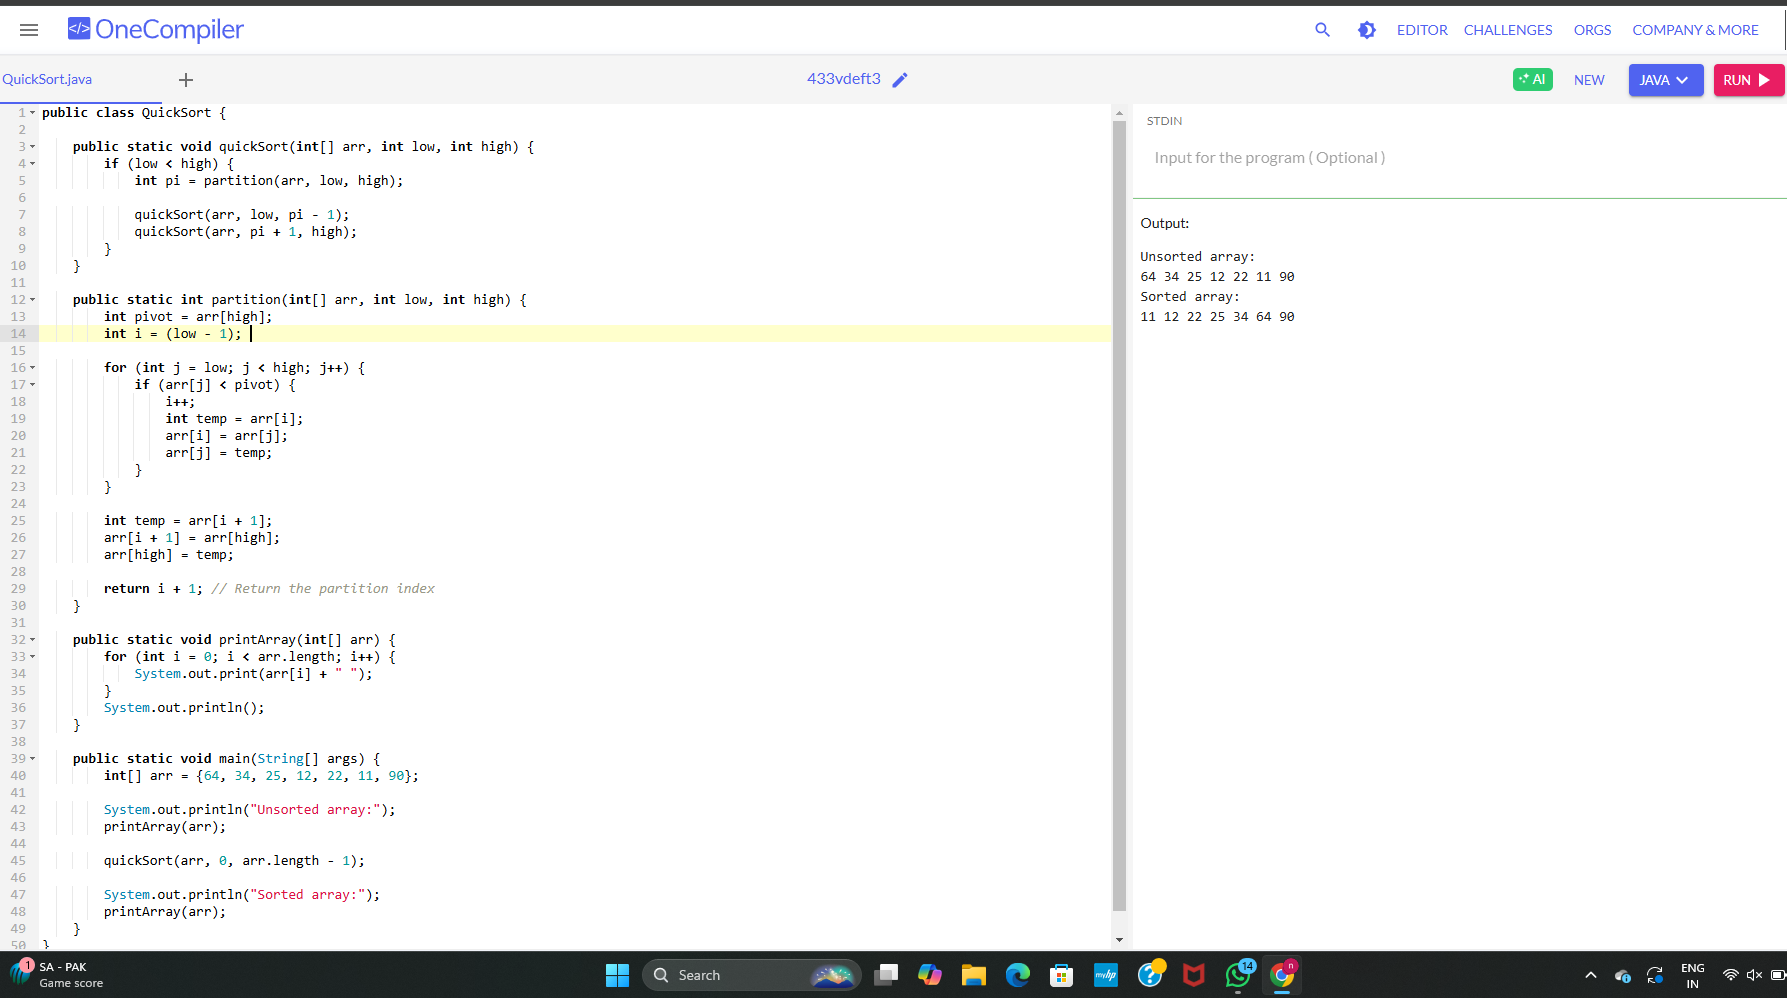 </> OneCompiler
EDITOR CHALLENGES ORGS COMPANY & MORE
QuickSort.java
433vdeft3
AI NEW JAVA RUN
1 public class QuickSort {
2
3 public static void quickSort(int[] arr, int low, int high) {
4 if (low < high) {
5 int pi = partition(arr, low, high);
6
7 quickSort(arr, low, pi - 1);
8 quickSort(arr, pi + 1, high);
9 }
10 }
11
12 public static int partition(int[] arr, int low, int high) {
13 int pivot = arr[high];
14 int i = (low - 1);
15
16 for (int j = low; j < high; j++) {
17 if (arr[j] < pivot) {
18 i++;
19 int temp = arr[i];
20 arr[i] = arr[j];
21 arr[j] = temp;
22 }
23 }
24
25 int temp = arr[i + 1];
26 arr[i + 1] = arr[high];
27 arr[high] = temp;
28
29 return i + 1; // Return the partition index
30 }
31
32 public static void printArray(int[] arr) {
33 for (int i = 0; i < arr.length; i++) {
34 System.out.print(arr[i] + " ");
35 }
36 System.out.println();
37 }
38
39 public static void main(String[] args) {
40 int[] arr = {64, 34, 25, 12, 22, 11, 90};
41
42 System.out.println("Unsorted array:");
43 printArray(arr);
44
45 quickSort(arr, 0, arr.length - 1);
46
47 System.out.println("Sorted array:");
48 printArray(arr);
49 }
50 }
STDIN
Input for the program ( Optional )
Output:
Unsorted array:
64 34 25 12 22 11 90
Sorted array:
11 12 22 25 34 64 90
1
SA - PAK
Game score
Search
myhp
14
n
ENG
IN